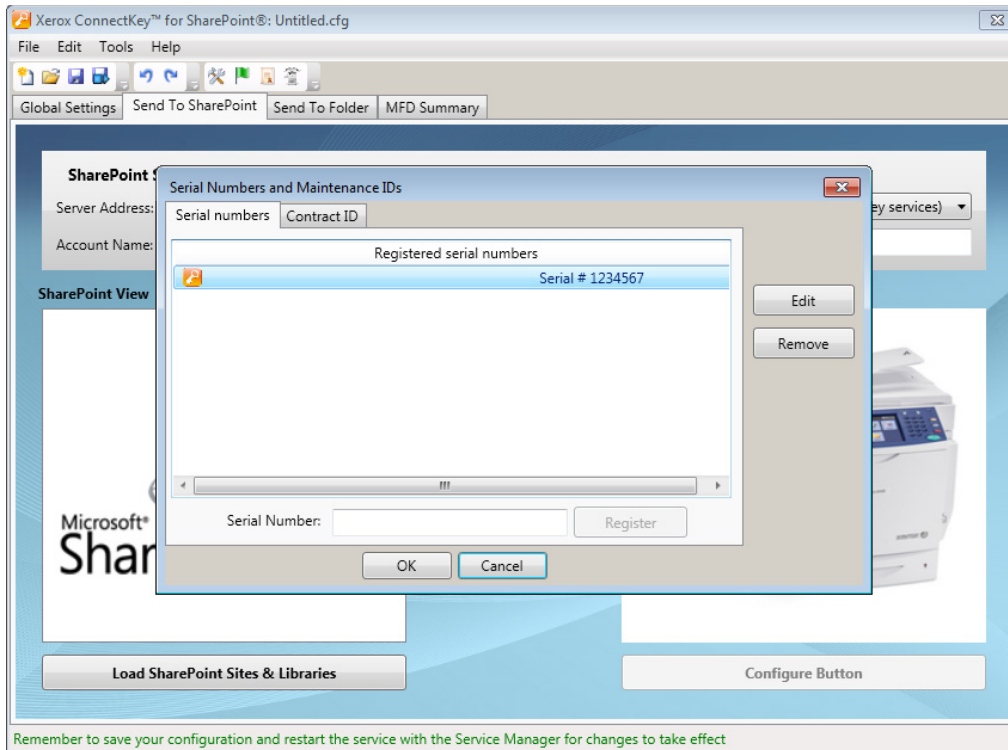 Xerox ConnectKey™ for SharePoint®: Untitled.cfg
File Edit Tools Help
Global Settings Send To SharePoint Send To Folder MFD Summary
SharePoint
Serial Numbers and Maintenance IDs
Server Address:
Serial numbers Contract ID
services)
Account Name:
Registered serial numbers
Serial # 1234567
SharePoint View
Edit
Remove
Serial Number:
Register
Microsoft®
Shar
OK Cancel
Load SharePoint Sites & Libraries
Configure Button
Remember to save your configuration and restart the service with the Service Manager for changes to take effect